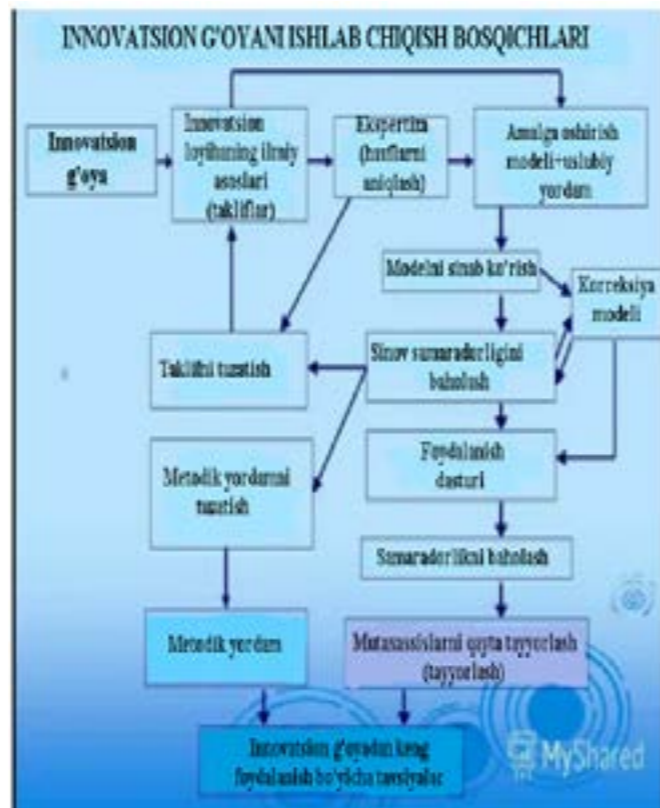 INNOVATSION G'OYANI ISHLAB CHIQISH BOSQICHLARI
Innovatsion
g'oya
Innovatsion
loyihaning ilmiy
asoslari
(takliflar)
Ekspertiza
(xavflarni
aniqlash)
Amalga oshirish
modeli+uslubiy
yordam
Modelni sinab ko'rish
Korreksiya
modeli
Taklifni tuzatish
Sinov samaradorligini
baholash
Metodik yordamni
tuzatish
Foydalanish
dasturi
Samaradorlikni baholash
Metodik yordam
Mutaxassislarni qayta tayyorlash
(tayyorlash)
Innovatsion g'oyadan keng
foydalanish bo'yicha tavsiyalar
MyShared